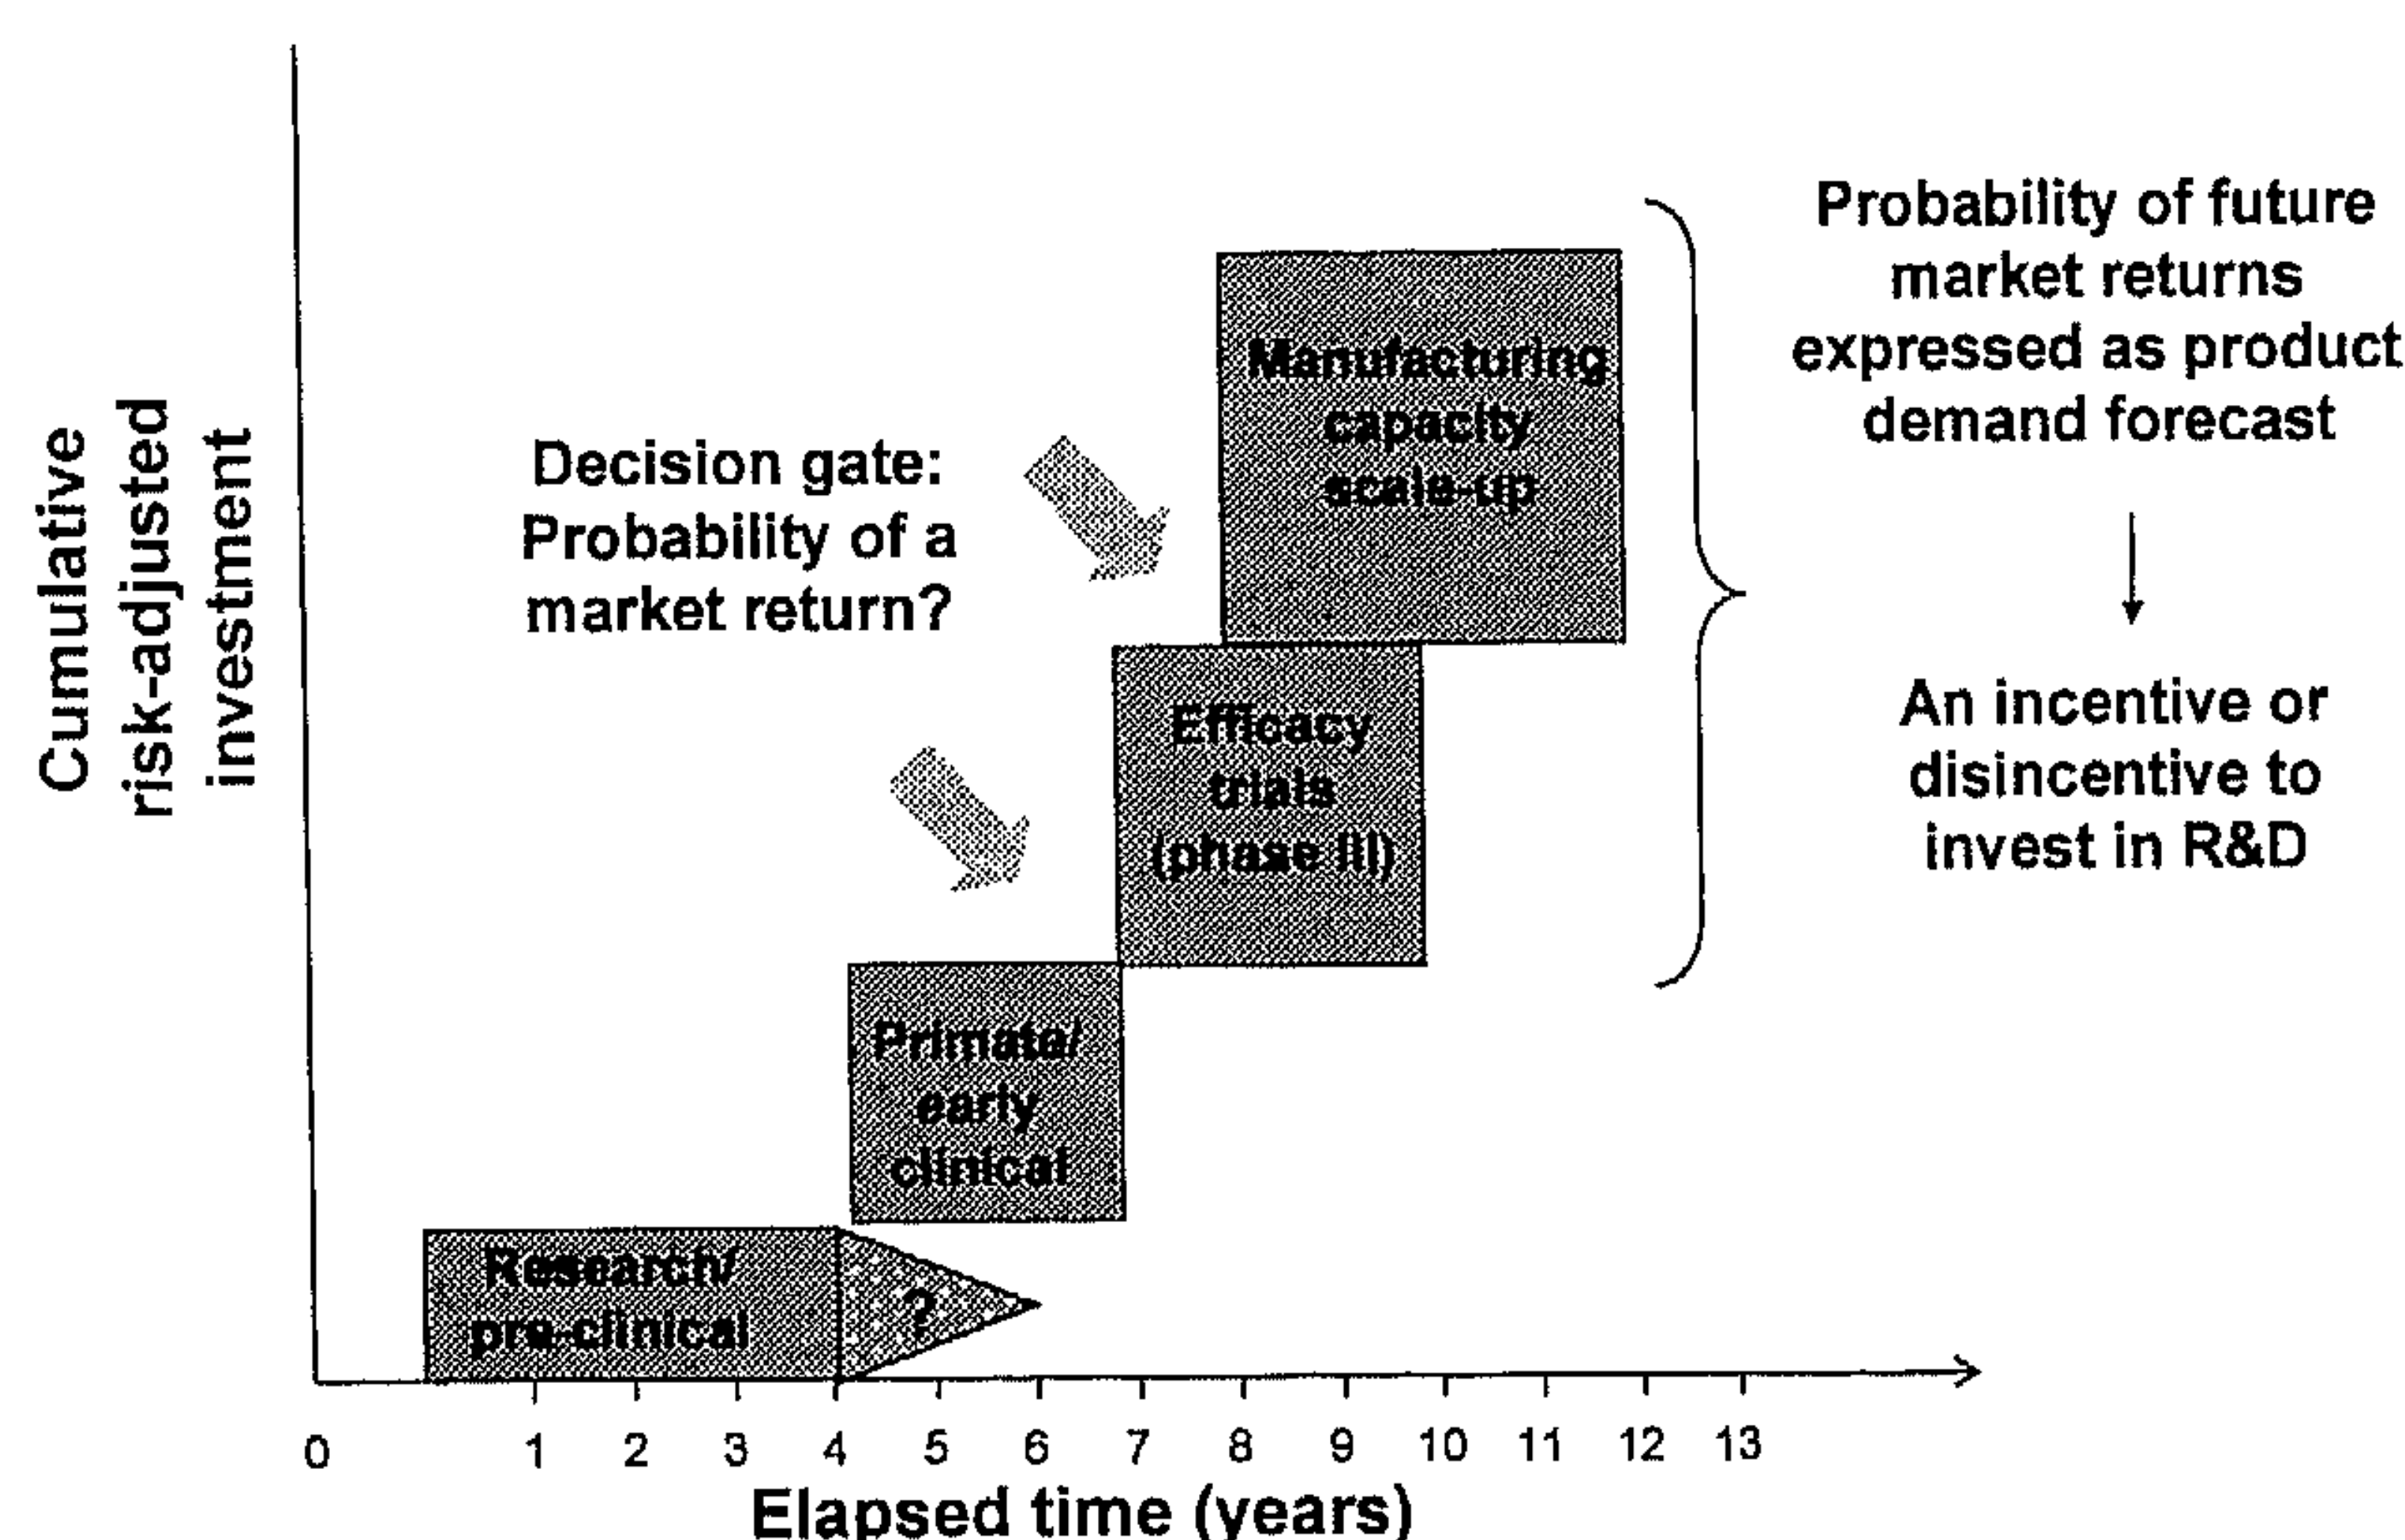 Cumulative
risk-adjusted
investment
Decision gate:
Probability of a
market return?
Manufacturing
capacity
scale-up
Efficacy
trials
(phase III)
Primate/
early
clinical
Research/
pre-clinical
?
Probability of future
market returns
expressed as product
demand forecast
An incentive or
disincentive to
invest in R&D
0 1 2 3 4 5 6 7 8 9 10 11 12 13
Elapsed time (years)